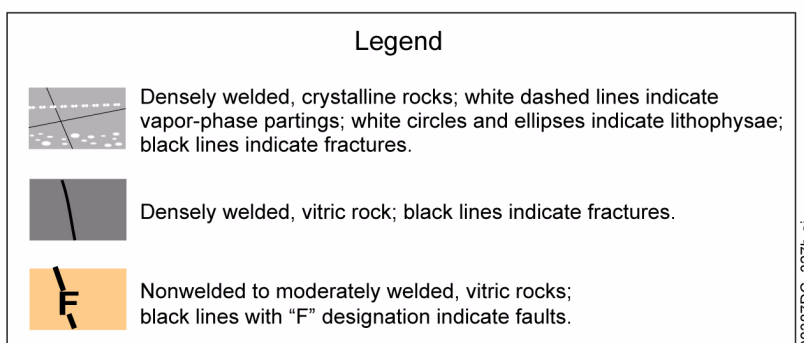 Legend
Densely welded, crystalline rocks; white dashed lines indicate
vapor-phase partings; white circles and ellipses indicate lithophysae;
black lines indicate fractures.
Densely welded, vitric rock; black lines indicate fractures.
F
Nonwelded to moderately welded, vitric rocks;
black lines with “F” designation indicate faults.